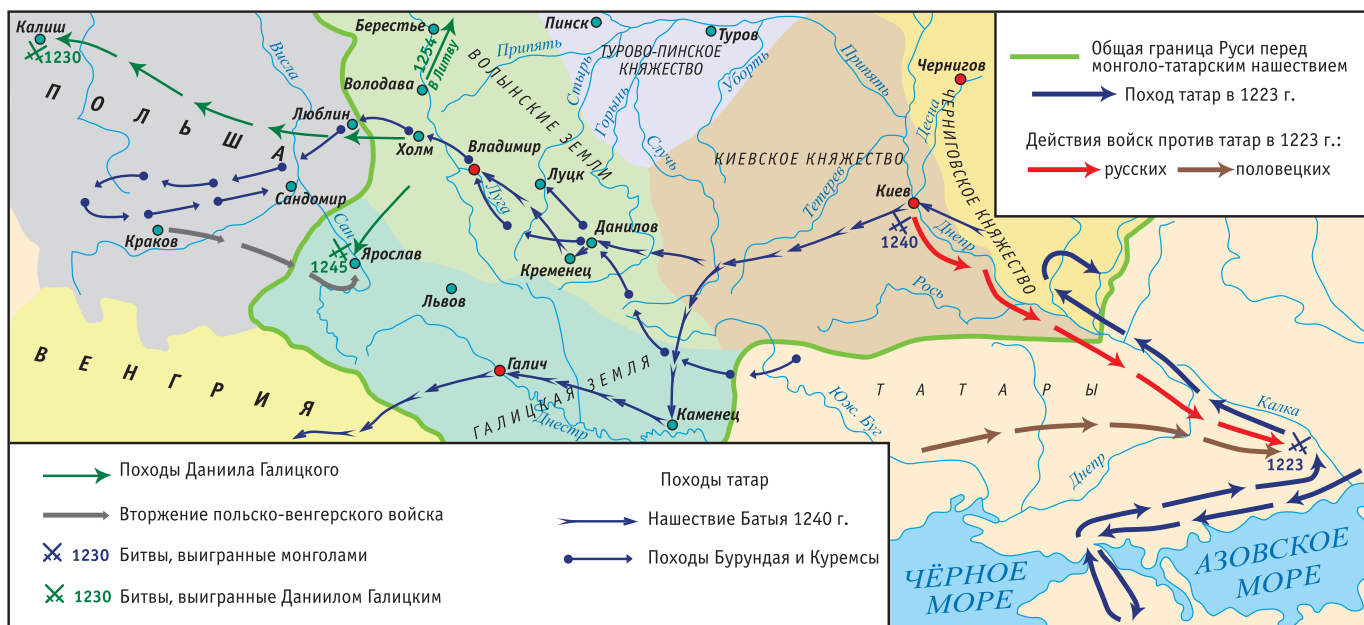 Калиш
1230
ПОЛЬША
Висла
Люблин
Сандомир
Краков
Сан
Берестье
1254
В Литву
Володава
Холм
Припять
ВОЛЫНСКИЕ ЗЕМЛИ
Владимир
Луга
Луцк
Данилов
Кременец
Стырь
Горынь
Случь
Пинск
Туров
ТУРОВО-ПИНСКОЕ
КНЯЖЕСТВО
Уборть
Припять
КИЕВСКОЕ КНЯЖЕСТВО
Тетерев
Киев
1240
Днепр
Рось
Чернигов
Десна
ЧЕРНИГОВСКОЕ КНЯЖЕСТВО
1245
Ярослав
Львов
Галич
ГАЛИЦКАЯ ЗЕМЛЯ
Днестр
Каменец
ВЕНГРИЯ
Юж. Буг
ТАТАРЫ
Днепр
Калка
1223
ЧЁРНОЕ
МОРЕ
АЗОВСКОЕ
МОРЕ
Общая граница Руси перед
монголо-татарским нашествием
Поход татар в 1223 г.
Действия войск против татар в 1223 г.:
русских
половецких
Походы Даниила Галицкого
Вторжение польско-венгерского войска
1230 Битвы, выигранные монголами
1230 Битвы, выигранные Даниилом Галицким
Походы татар
Нашествие Батыя 1240 г.
Походы Бурундая и Куремсы